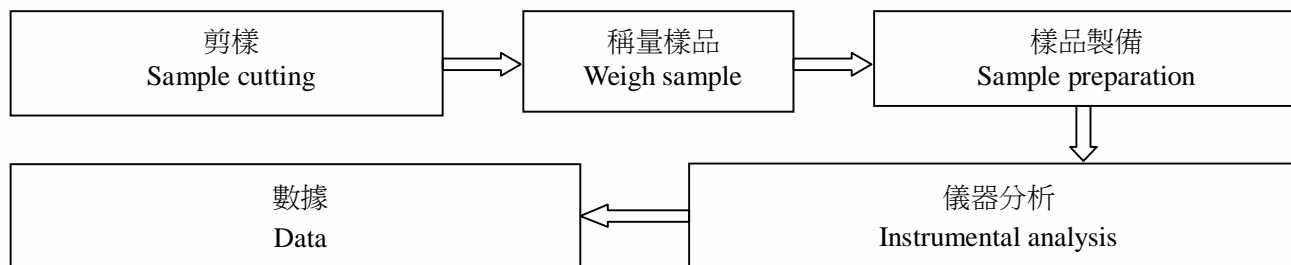 剪樣
Sample cutting
稱量樣品
Weigh sample
樣品製備
Sample preparation
儀器分析
Instrumental analysis
數據
Data